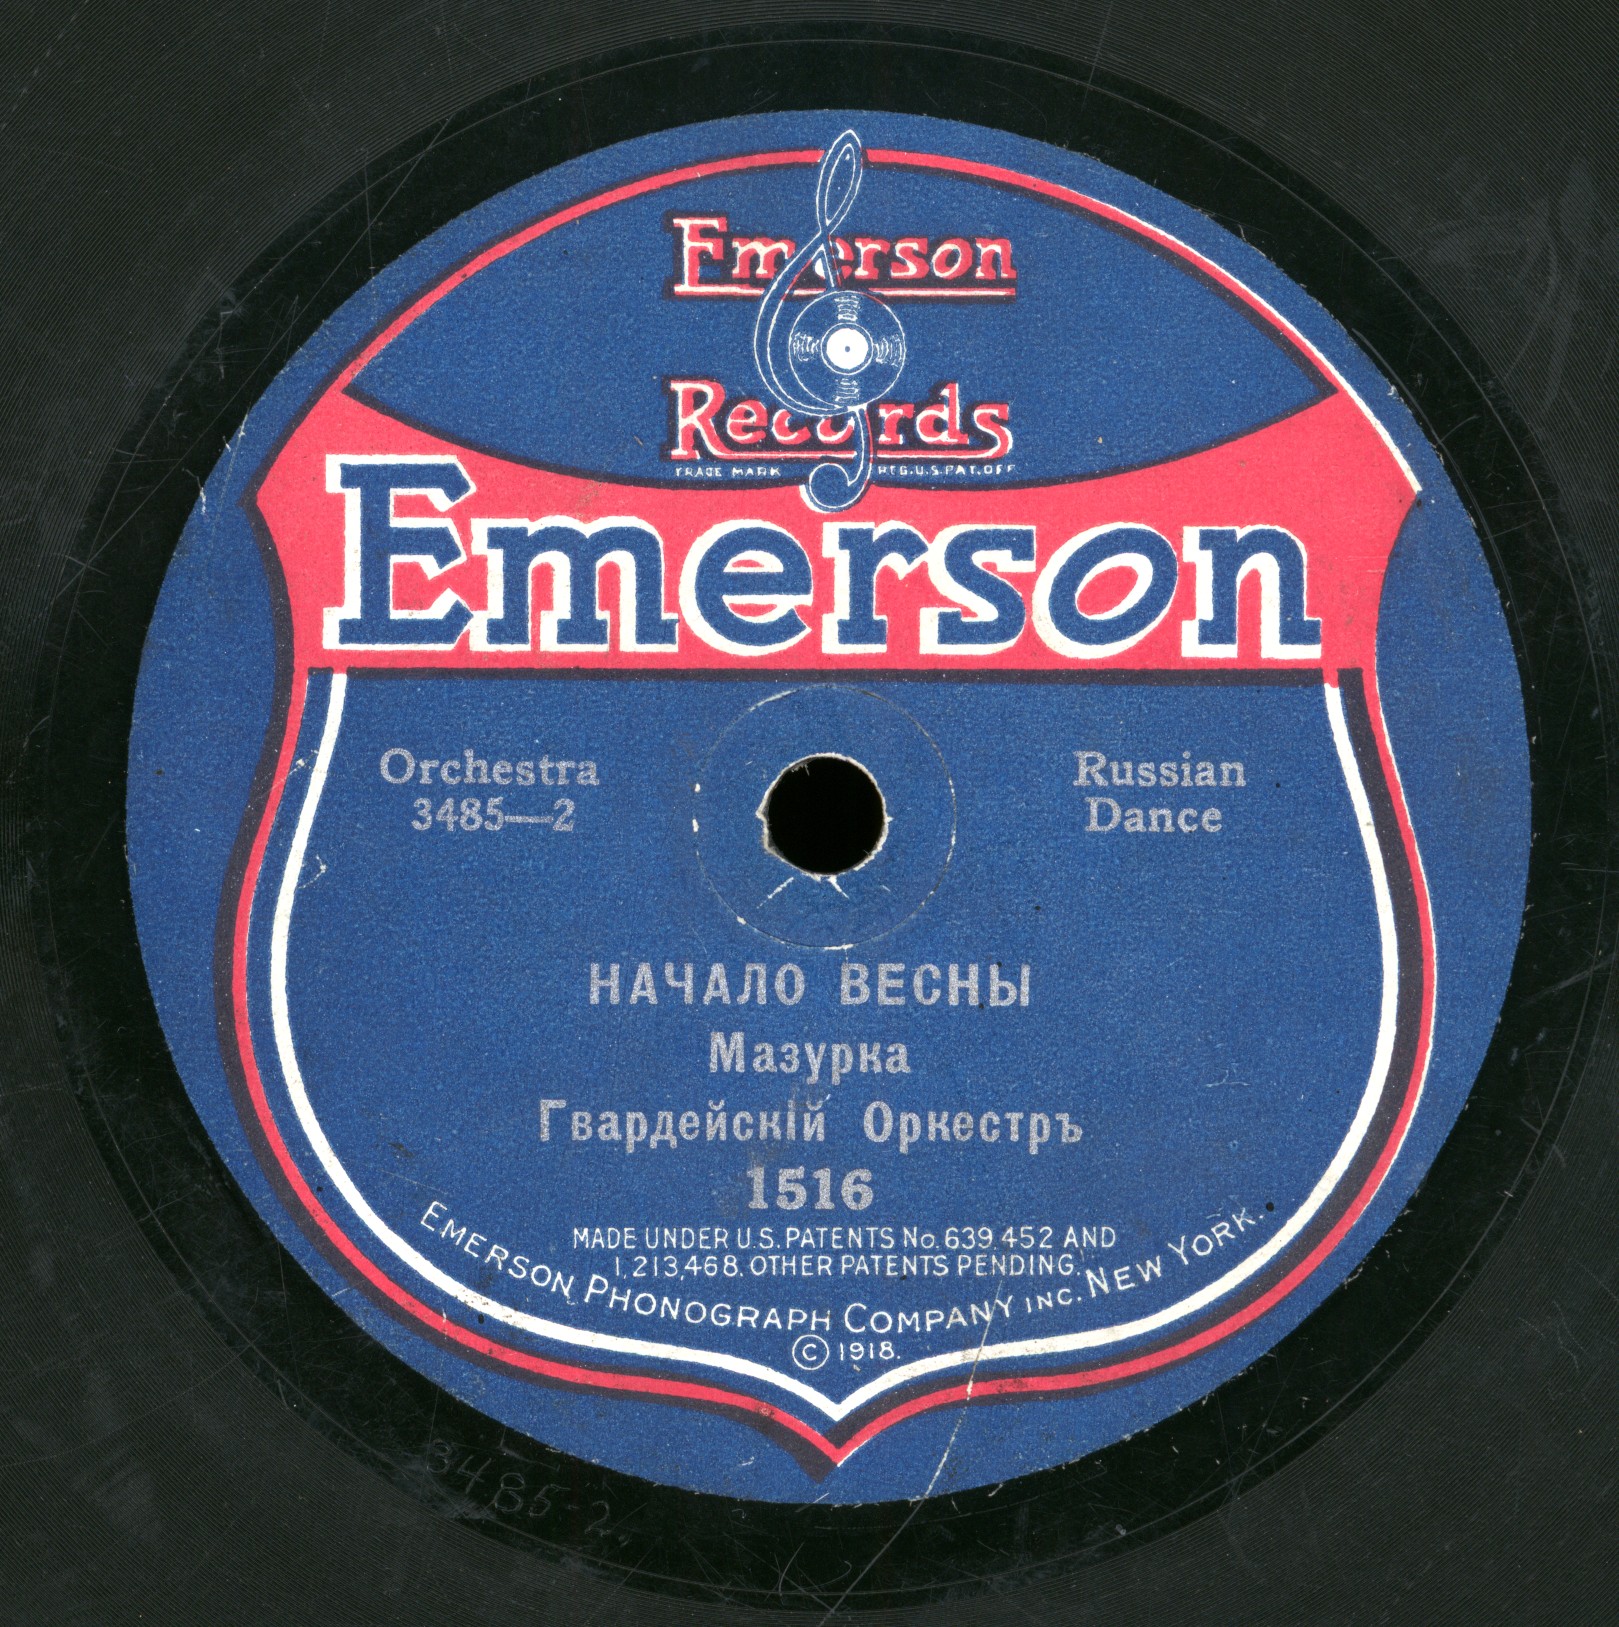 Emerson
Records
TRADE MARK REG.U.S.PAT.OFF
Emerson
Orchestra
3485—2
Russian
Dance
НАЧАЛО ВЕСНЫ
Мазурка
Гвардейскій Оркестръ
1516
MADE UNDER U.S. PATENTS No. 639.452 AND
1,213,468. OTHER PATENTS PENDING.
EMERSON PHONOGRAPH COMPANY INC. NEW YORK.
© 1918.
3485-2